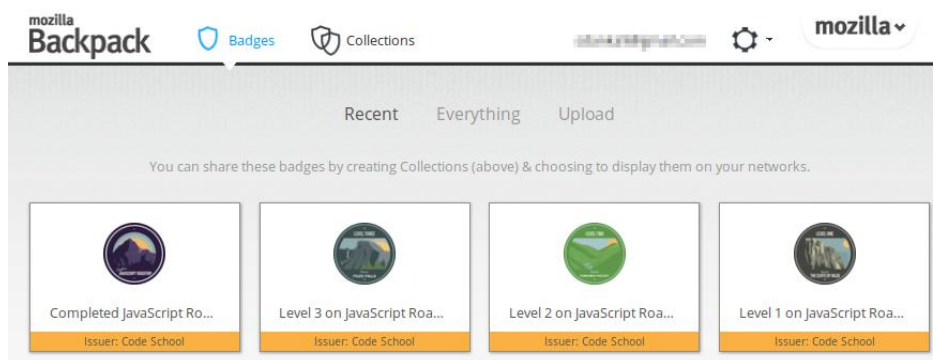 mozilla
Backpack
Badges
Collections
mozilla
Recent Everything Upload
You can share these badges by creating Collections (above) & choosing to display them on your networks.
Completed JavaScript Ro...
Level 3 on JavaScript Roa...
Level 2 on JavaScript Roa...
Level 1 on JavaScript Roa...
Issuer: Code School
Issuer: Code School
Issuer: Code School
Issuer: Code School